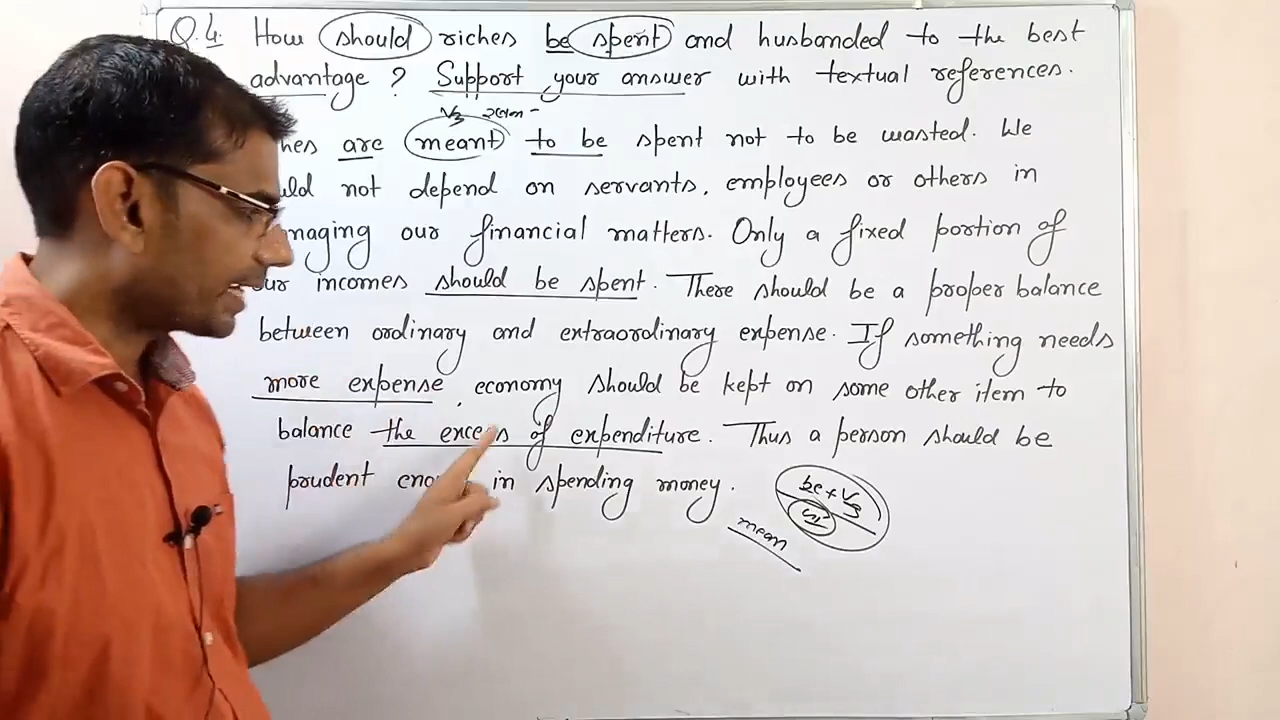 Q.4. How should riches be spent and husbanded to the best
advantage ? Support your answer with textual references.
V3
hes are meant to be spent not to be wasted. We
uld not depend on servants, employees or others in
naging our financial matters. Only a fixed portion of
ur incomes should be spent. There should be a proper balance
between ordinary and extraordinary expense. If something needs
more expense, economy should be kept on some other item to
balance the excess of expenditure. Thus a person should be
prudent eno in spending money.
be + V3
mean